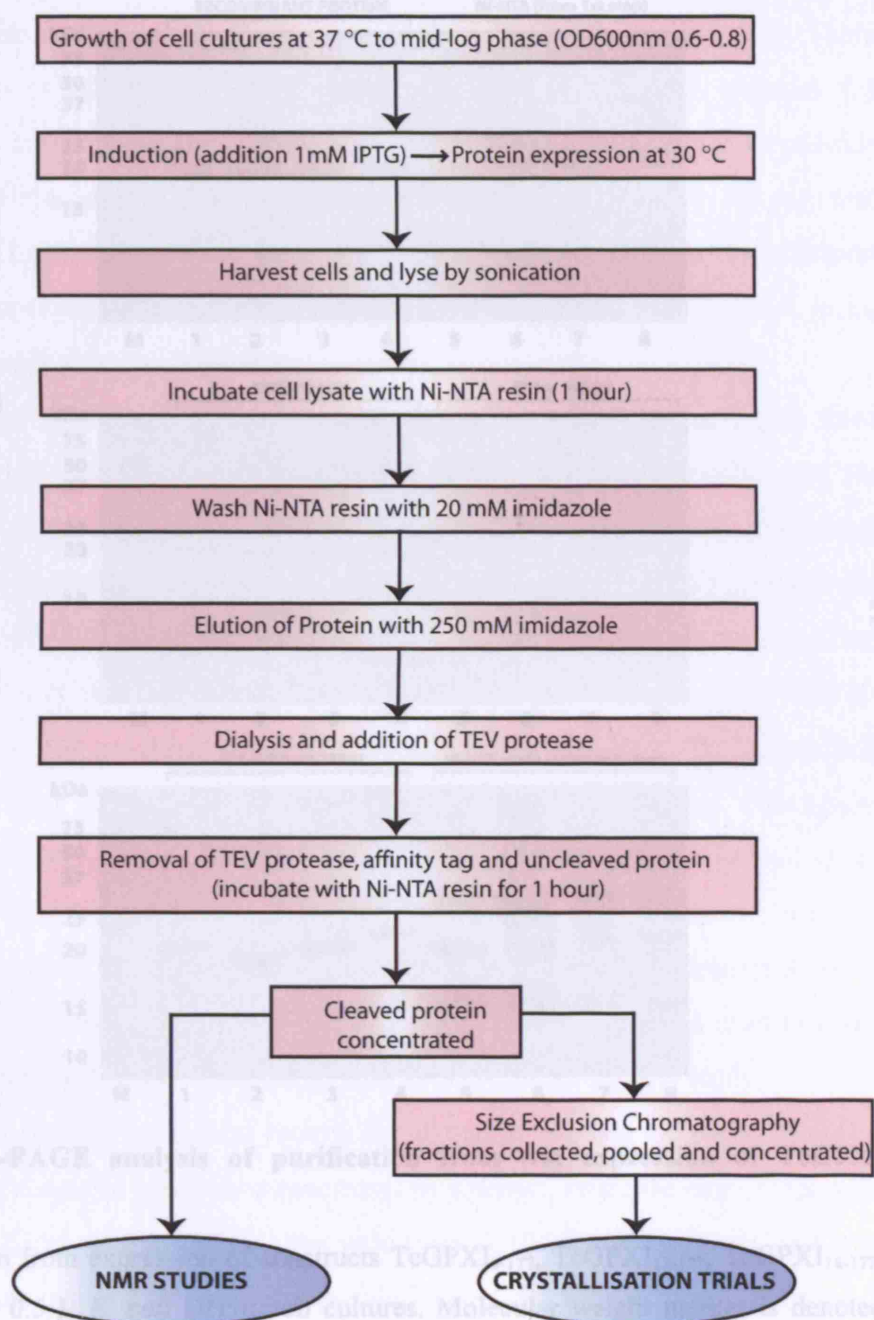 Growth of cell cultures at 37 °C to mid-log phase (OD600nm 0.6-0.8)
Induction (addition 1mM IPTG) → Protein expression at 30 °C
Harvest cells and lyse by sonication
Incubate cell lysate with Ni-NTA resin (1 hour)
Wash Ni-NTA resin with 20 mM imidazole
Elution of Protein with 250 mM imidazole
Dialysis and addition of TEV protease
Removal of TEV protease, affinity tag and uncleaved protein
(incubate with Ni-NTA resin for 1 hour)
Cleaved protein
concentrated
Size Exclusion Chromatography
(fractions collected, pooled and concentrated)
NMR STUDIES
CRYSTALLISATION TRIALS